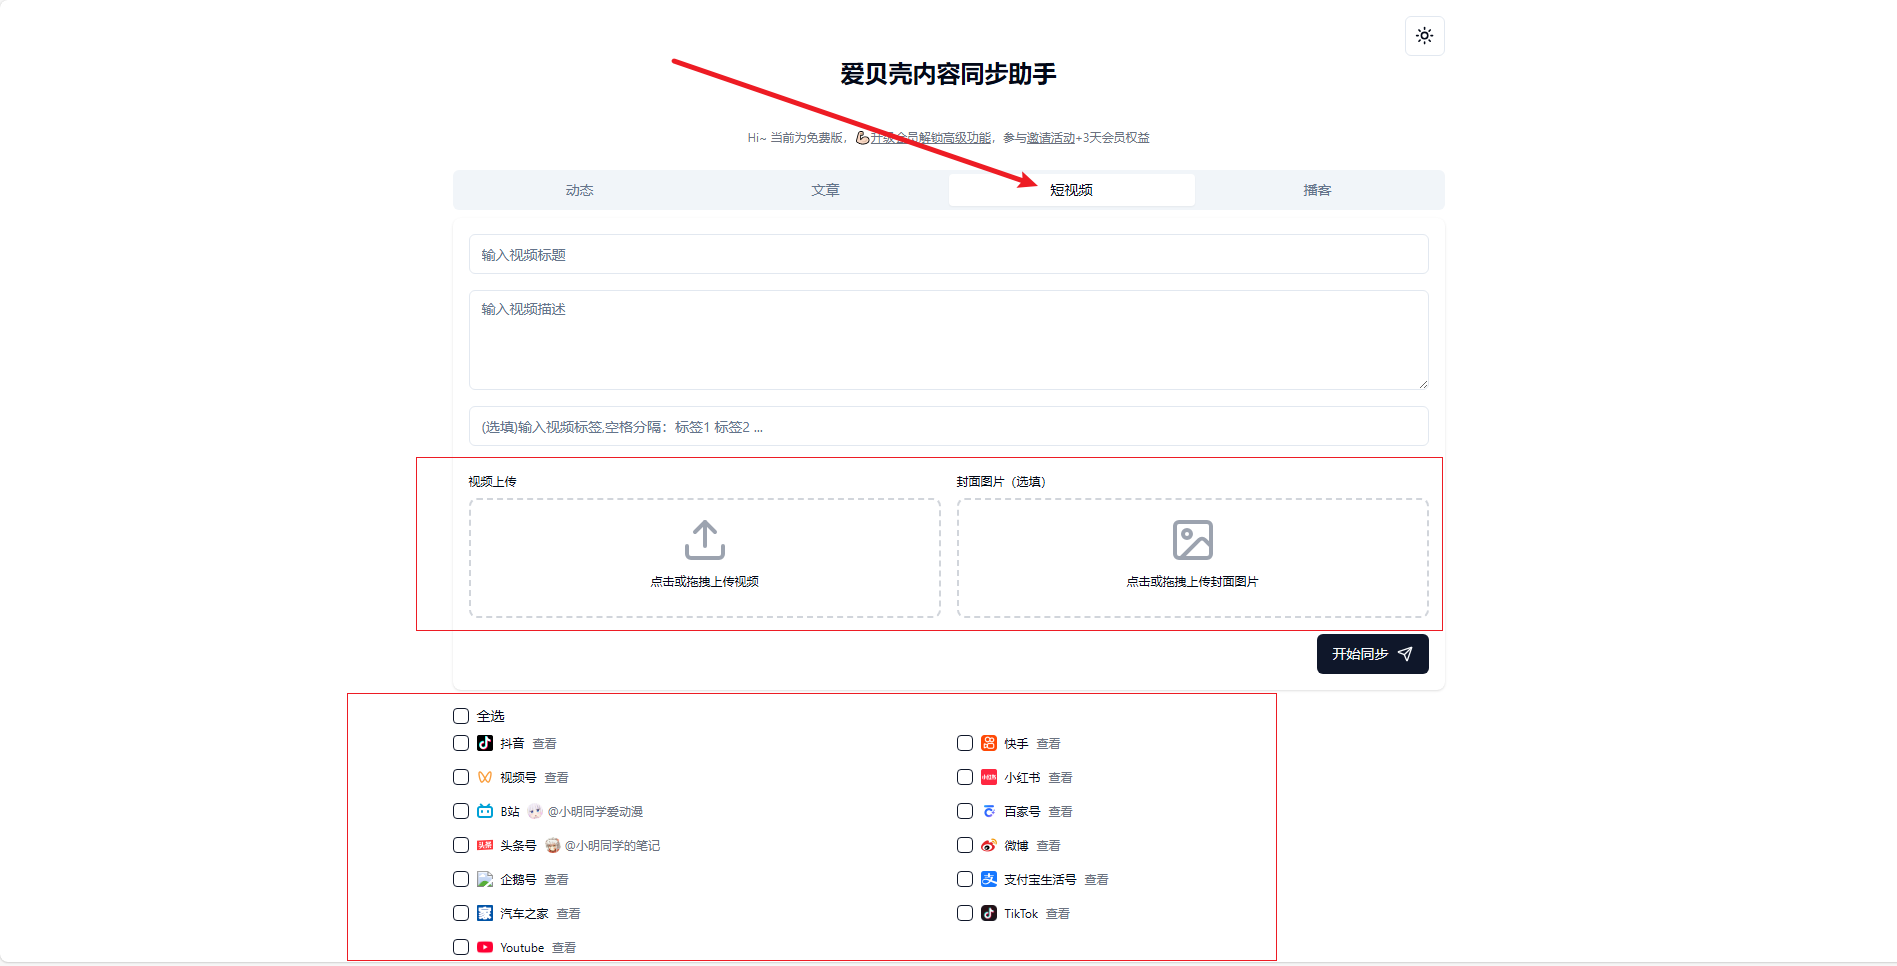 爱贝壳内容同步助手
Hi~ 当前为免费版，💪升级会员解锁高级功能，参与邀请活动+3天会员权益
动态 文章 短视频 播客
输入视频标题
输入视频描述
(选填)输入视频标签,空格分隔：标签1 标签2 ...
视频上传 封面图片（选填）
点击或拖拽上传视频 点击或拖拽上传封面图片
开始同步
全选
抖音 查看 快手 查看
视频号 查看 小红书 小红书 查看
B站 @小明同学爱动漫 百家号 查看
头条 头条号 @小明同学的笔记 微博 查看
企鹅号 查看 支 支付宝生活号 查看
家 汽车之家 查看 TikTok 查看
Youtube 查看